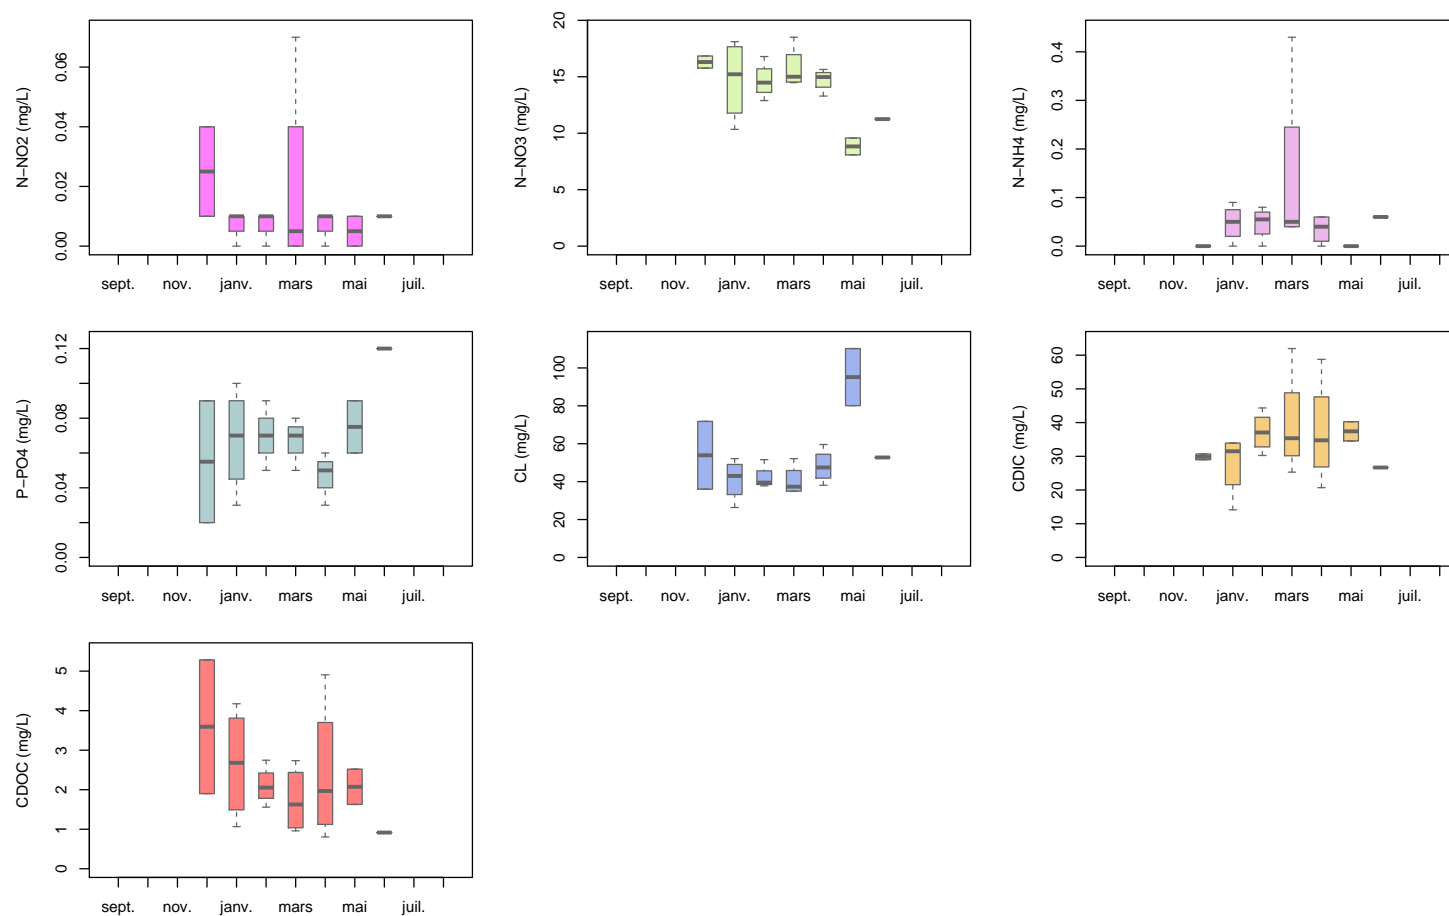 N−NO2 (mg/L)
0.00 0.02 0.04 0.06
sept. nov. janv. mars mai juil.
N−NO3 (mg/L)
0 5 10 15 20
sept. nov. janv. mars mai juil.
N−NH4 (mg/L)
0.0 0.1 0.2 0.3 0.4
sept. nov. janv. mars mai juil.
P−PO4 (mg/L)
0.00 0.04 0.08 0.12
sept. nov. janv. mars mai juil.
CL (mg/L)
0 20 40 60 80 100
sept. nov. janv. mars mai juil.
CDIC (mg/L)
0 10 20 30 40 50 60
sept. nov. janv. mars mai juil.
CDOC (mg/L)
0 1 2 3 4 5
sept. nov. janv. mars mai juil.